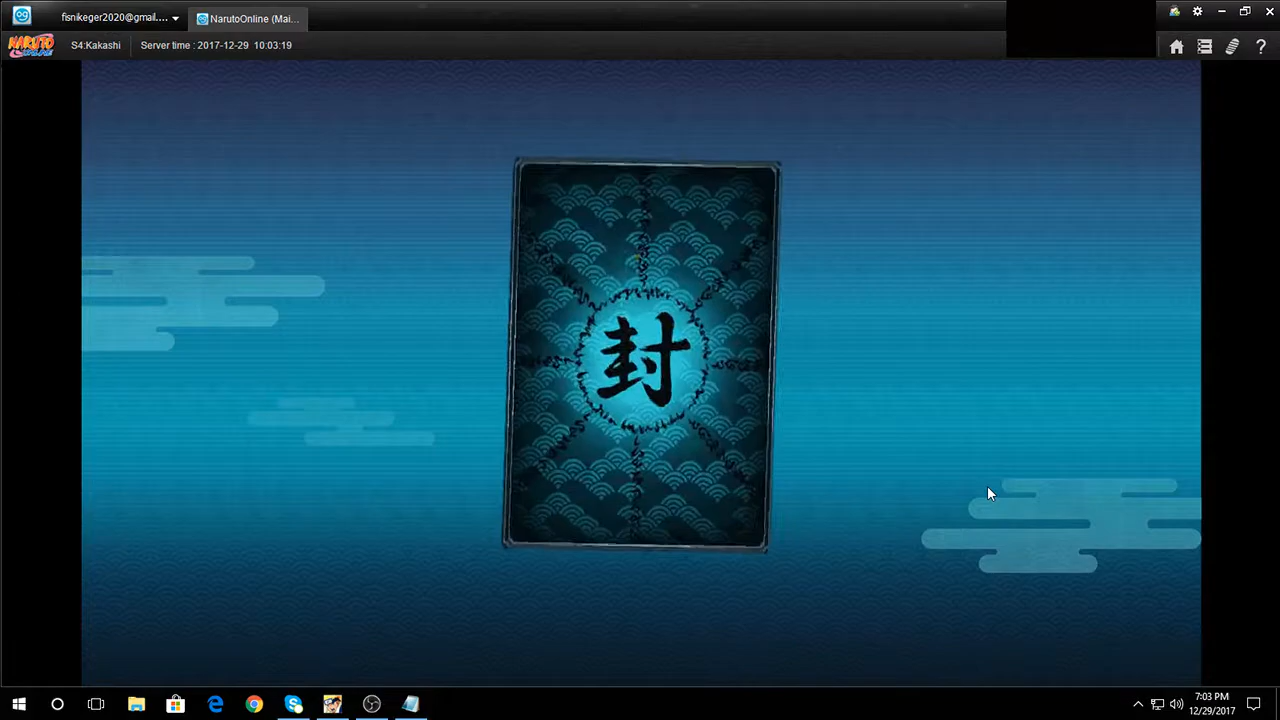 fisnikeger2020@gmail....
NarutoOnline (Mai...
NARUTO
ONLINE
S4:Kakashi
Server time : 2017-12-29 10:03:19
封
7:03 PM
12/29/2017